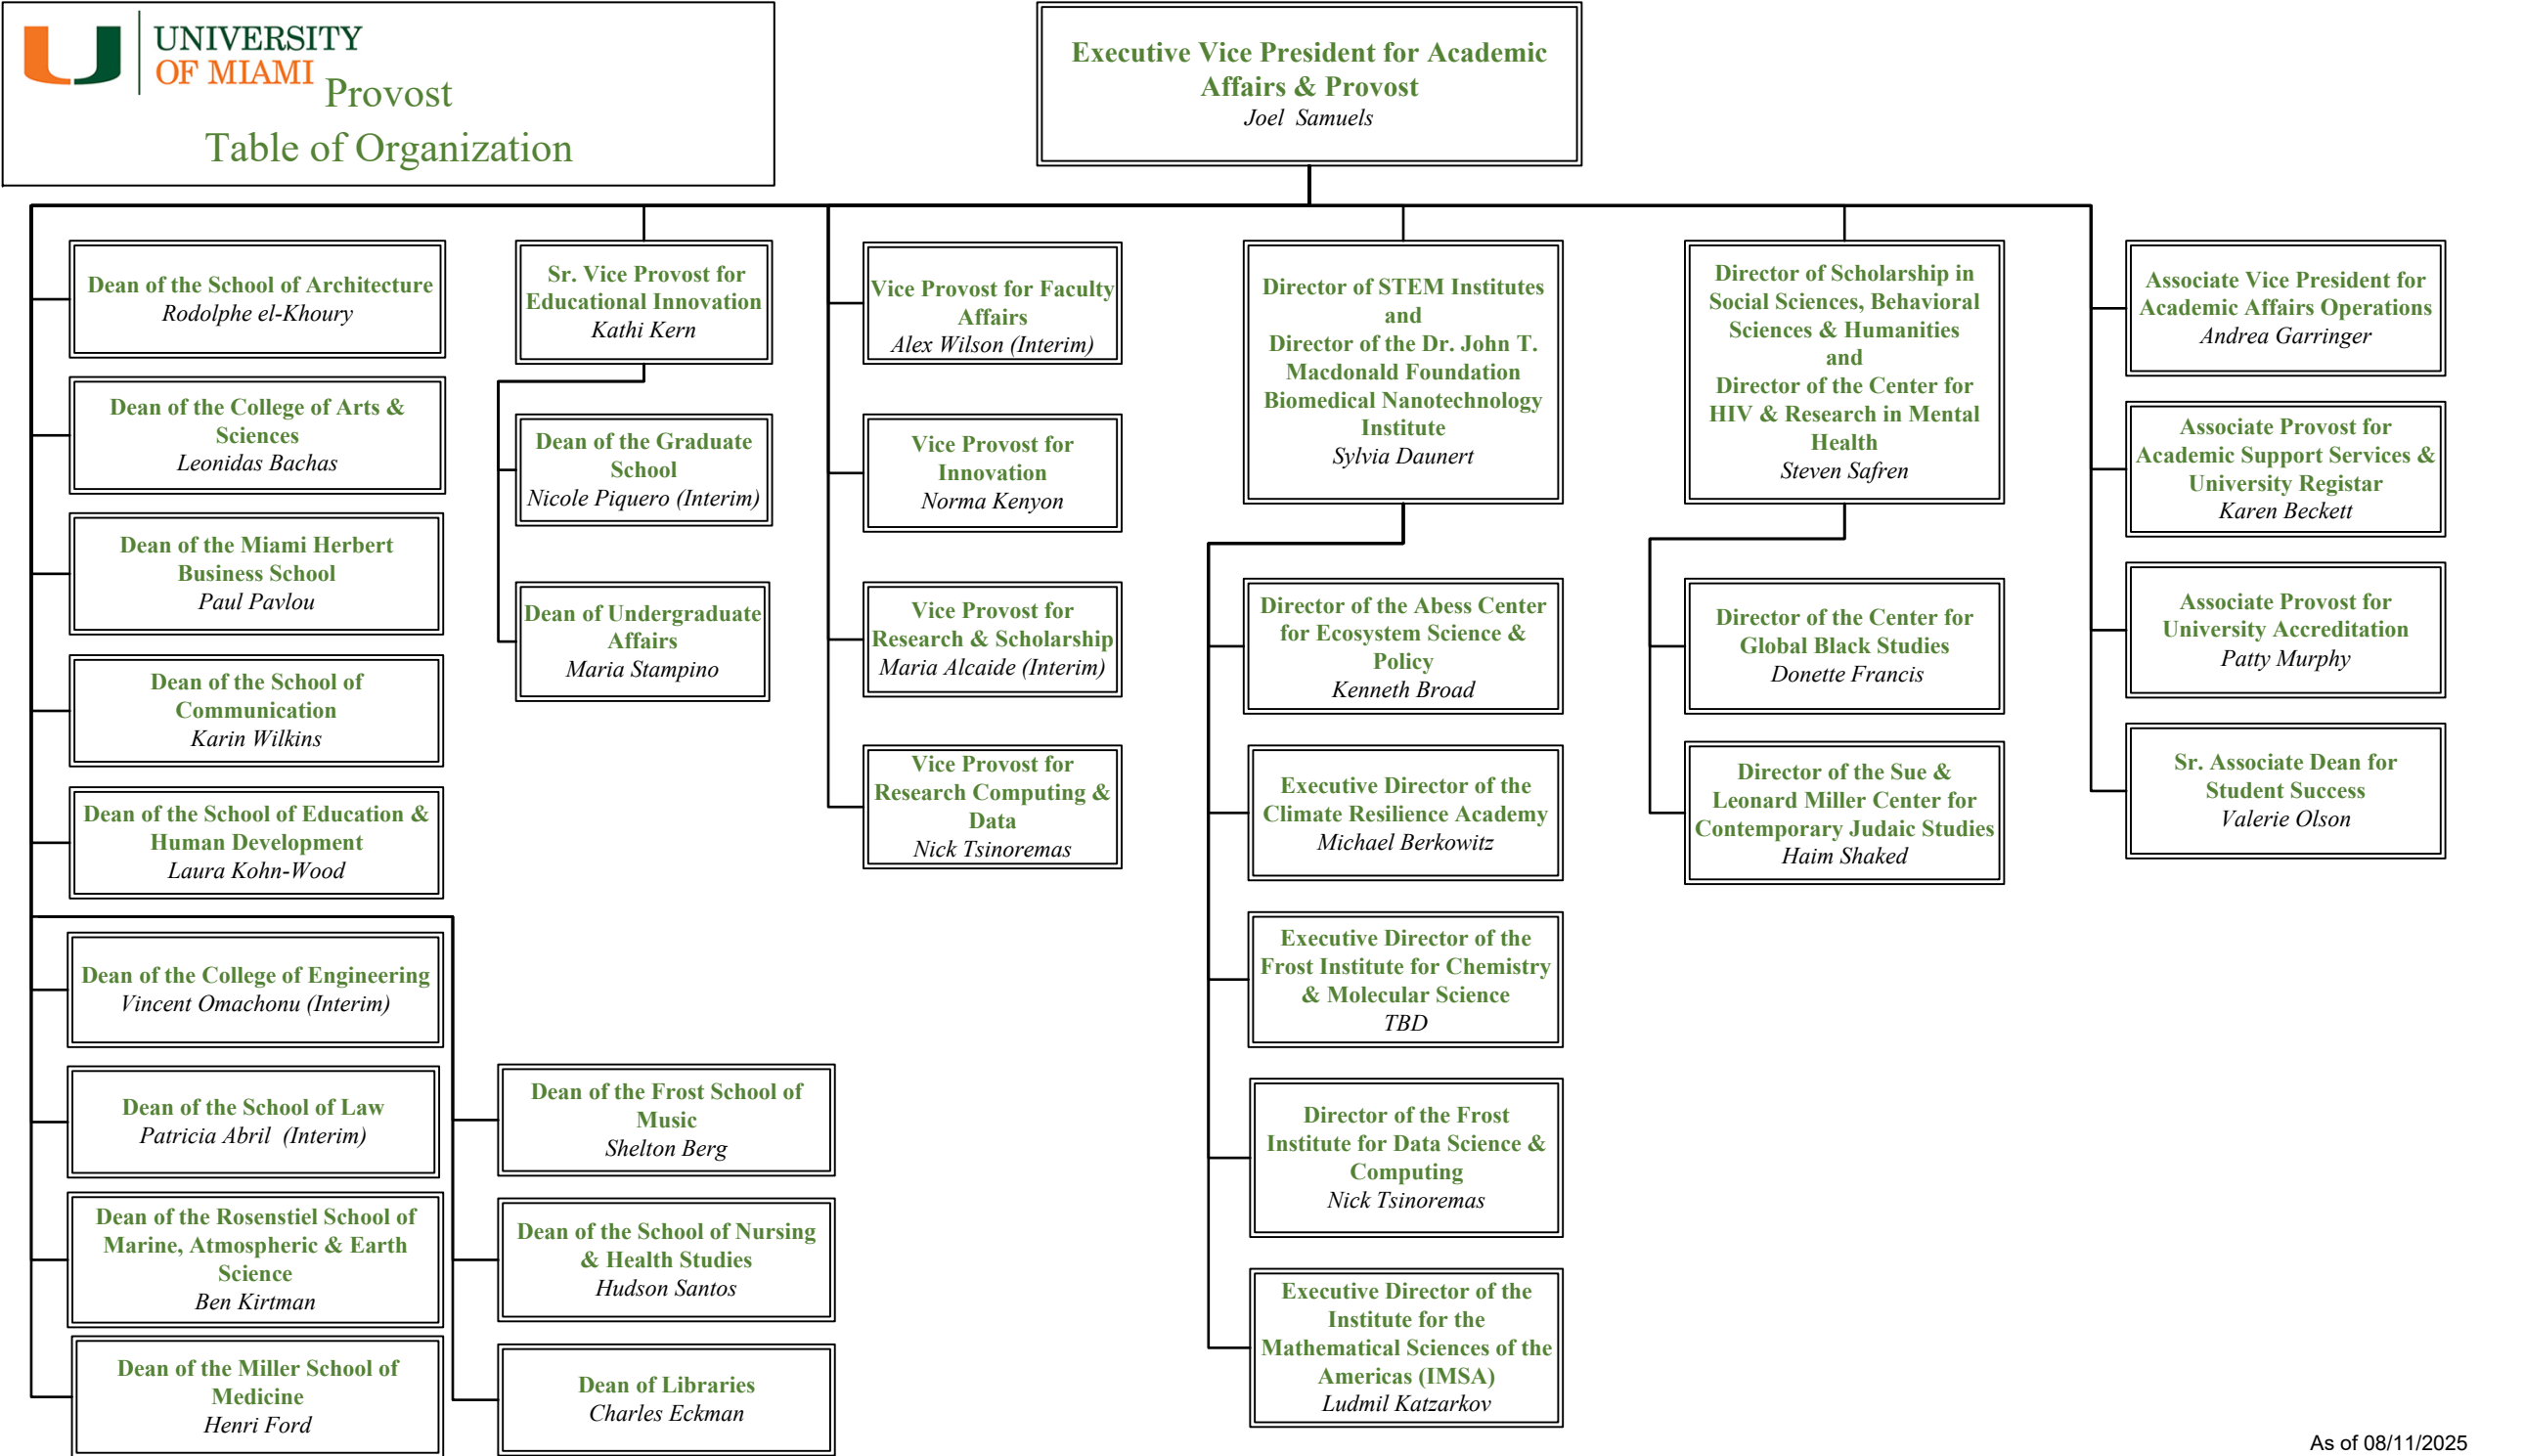 UNIVERSITY
OF MIAMI
Provost
Table of Organization
Executive Vice President for Academic
Affairs & Provost
Joel  Samuels
Dean of the School of Architecture
Rodolphe el-Khoury
Dean of the College of Arts &
Sciences
Leonidas Bachas
Dean of the Miami Herbert
Business School
Paul Pavlou
Dean of the School of
Communication
Karin Wilkins
Dean of the School of Education &
Human Development
Laura Kohn-Wood
Dean of the College of Engineering
Vincent Omachonu (Interim)
Dean of the School of Law
Patricia Abril  (Interim)
Dean of the Rosenstiel School of
Marine, Atmospheric & Earth
Science
Ben Kirtman
Dean of the Miller School of
Medicine
Henri Ford
Dean of the Frost School of
Music
Shelton Berg
Dean of the School of Nursing
& Health Studies
Hudson Santos
Dean of Libraries
Charles Eckman
Sr. Vice Provost for
Educational Innovation
Kathi Kern
Dean of the Graduate
School
Nicole Piquero (Interim)
Dean of Undergraduate
Affairs
Maria Stampino
Vice Provost for Faculty
Affairs
Alex Wilson (Interim)
Vice Provost for
Innovation
Norma Kenyon
Vice Provost for
Research & Scholarship
Maria Alcaide (Interim)
Vice Provost for
Research Computing &
Data
Nick Tsinoremas
Director of STEM Institutes
and
Director of the Dr. John T.
Macdonald Foundation
Biomedical Nanotechnology
Institute
Sylvia Daunert
Director of the Abess Center
for Ecosystem Science &
Policy
Kenneth Broad
Executive Director of the
Climate Resilience Academy
Michael Berkowitz
Executive Director of the
Frost Institute for Chemistry
& Molecular Science
TBD
Director of the Frost
Institute for Data Science &
Computing
Nick Tsinoremas
Executive Director of the
Institute for the
Mathematical Sciences of the
Americas (IMSA)
Ludmil Katzarkov
Director of Scholarship in
Social Sciences, Behavioral
Sciences & Humanities
and
Director of the Center for
HIV & Research in Mental
Health
Steven Safren
Director of the Center for
Global Black Studies
Donette Francis
Director of the Sue &
Leonard Miller Center for
Contemporary Judaic Studies
Haim Shaked
Associate Vice President for
Academic Affairs Operations
Andrea Garringer
Associate Provost for
Academic Support Services &
University Registar
Karen Beckett
Associate Provost for
University Accreditation
Patty Murphy
Sr. Associate Dean for
Student Success
Valerie Olson
As of 08/11/2025